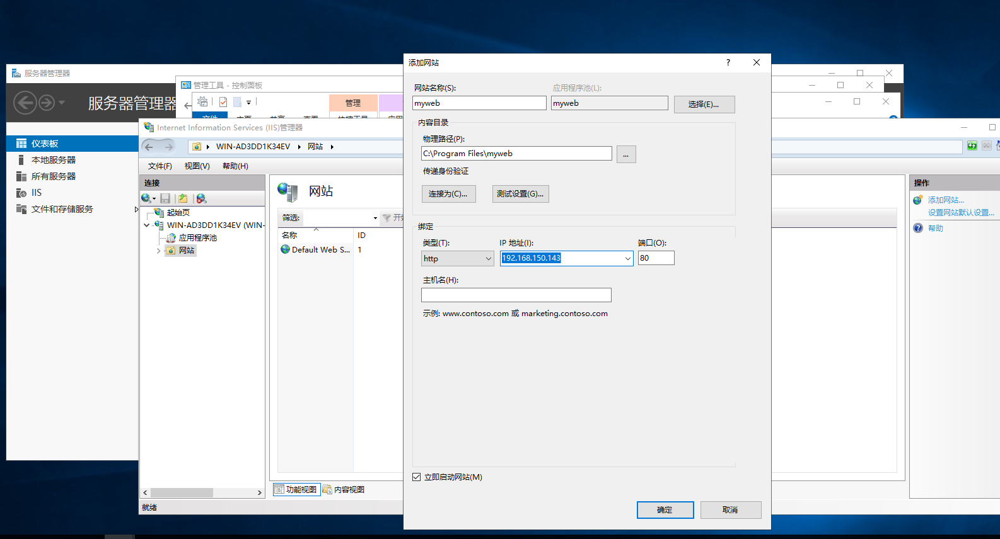 服务器管理器
服务器管理器
仪表板
本地服务器
所有服务器
IIS
文件和存储服务
管理工具 - 控制面板
管理
Internet Information Services (IIS)管理器
WIN-AD3DD1K34EV
网站
文件(F)
视图(V)
帮助(H)
连接
起始页
WIN-AD3DD1K34EV (WIN-
应用程序池
网站
就绪
网站
筛选:
开始
名称
ID
Default Web S...
1
功能视图
内容视图
添加网站
?
网站名称(S):
应用程序池(L):
myweb
myweb
选择(E)...
内容目录
物理路径(P):
C:\Program Files\myweb
...
传递身份验证
连接为(C)...
测试设置(G)...
绑定
类型(T):
IP 地址(I):
端口(O):
http
192.168.150.143
80
主机名(H):
示例: www.contoso.com 或 marketing.contoso.com
立即启动网站(M)
确定
取消
操作
添加网站...
设置网站默认设置...
帮助